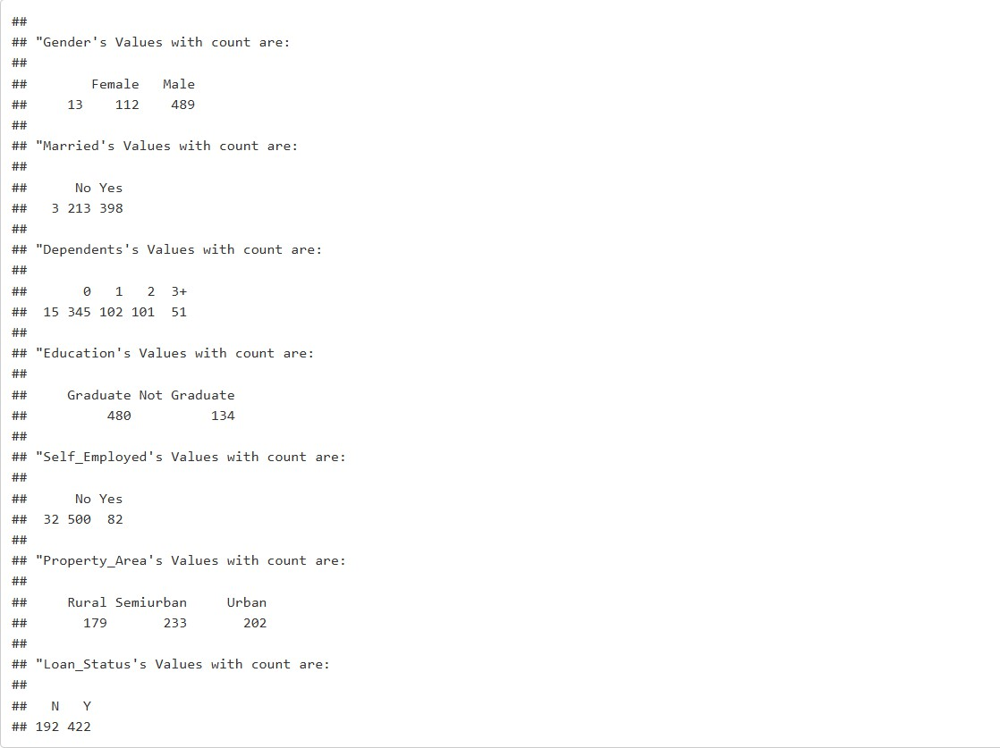 ##
## "Gender's Values with count are:
##
##        Female   Male
##     13    112    489
##
## "Married's Values with count are:
##
##      No Yes
##   3 213 398
##
## "Dependents's Values with count are:
##
##       0   1   2  3+
##  15 345 102 101  51
##
## "Education's Values with count are:
##
##     Graduate Not Graduate
##          480          134
##
## "Self_Employed's Values with count are:
##
##      No Yes
##  32 500  82
##
## "Property_Area's Values with count are:
##
##     Rural Semiurban     Urban
##       179       233       202
##
## "Loan_Status's Values with count are:
##
##   N   Y
## 192 422